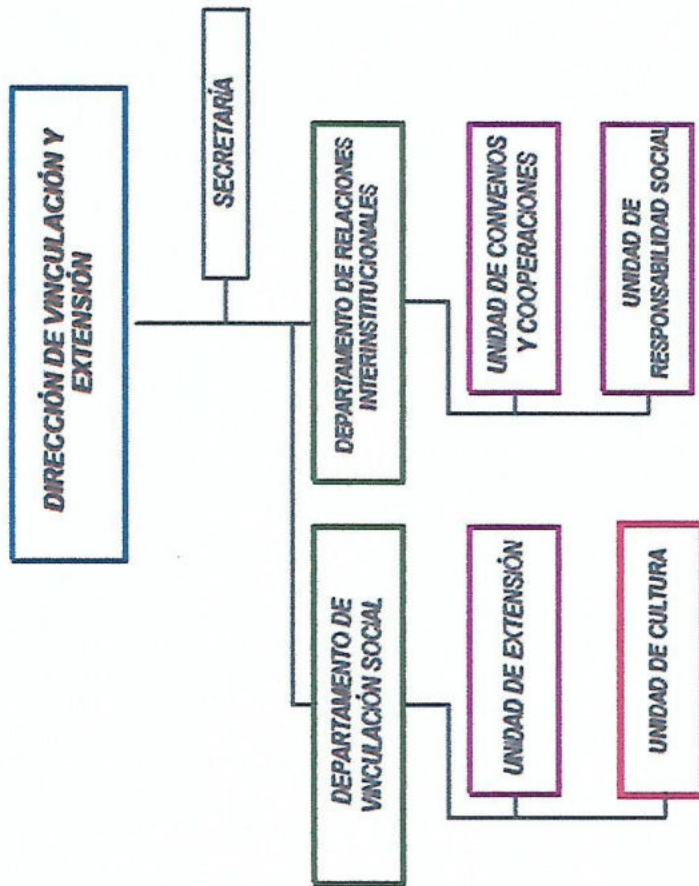 DIRECCIÓN DE VINCULACIÓN Y
EXTENSIÓN
SECRETARÍA
DEPARTAMENTO DE
VINCULACIÓN SOCIAL
DEPARTAMENTO DE RELACIONES
INTERINSTITUCIONALES
UNIDAD DE EXTENSIÓN
UNIDAD DE CONVENIOS
Y COOPERACIONES
UNIDAD DE CULTURA
UNIDAD DE
RESPONSABILIDAD SOCIAL